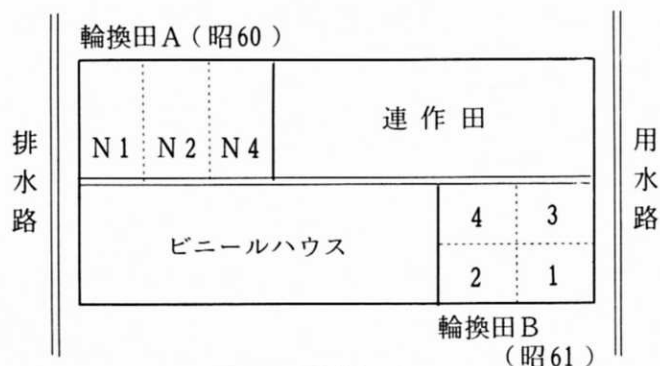 輪換田A(昭60)
排水路
N1 N2 N4
連作田
用水路
ビニールハウス
4 3
2 1
輪換田B
(昭61)